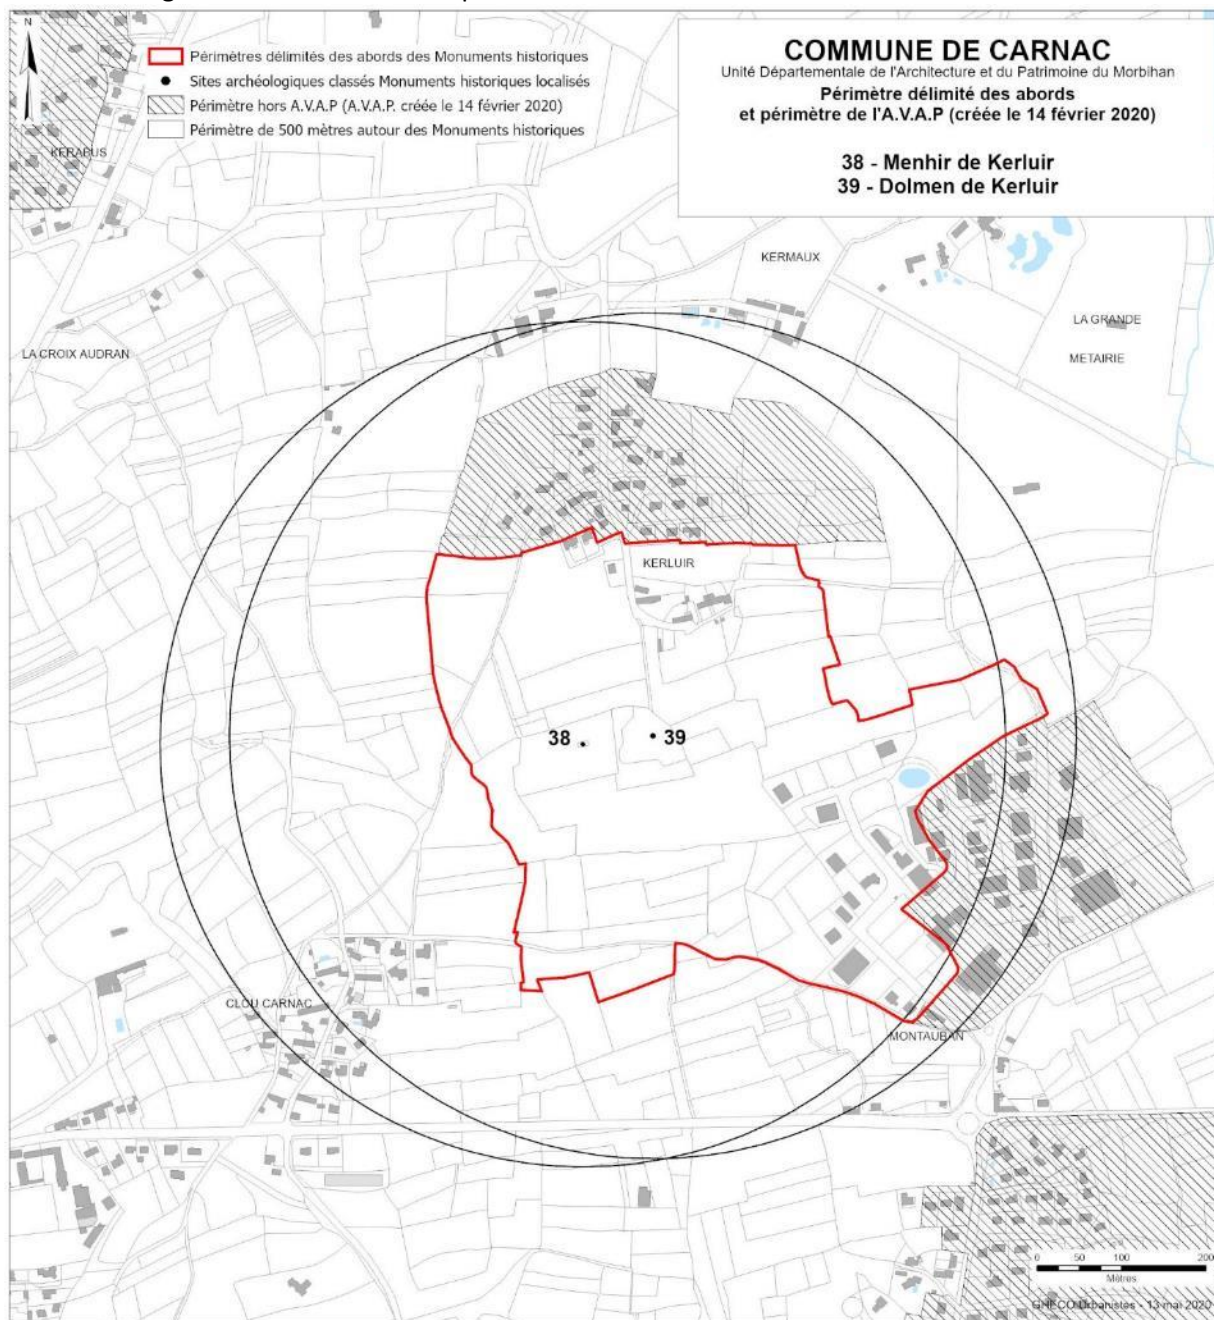 N
Périmètres délimités des abords des Monuments historiques
Sites archéologiques classés Monuments historiques localisés
Périmètre hors A.V.A.P (A.V.A.P. créée le 14 février 2020)
Périmètre de 500 mètres autour des Monuments historiques
COMMUNE DE CARNAC
Unité Départementale de l'Architecture et du Patrimoine du Morbihan
Périmètre délimité des abords
et périmètre de l'A.V.A.P (créée le 14 février 2020)
38 - Menhir de Kerluir
39 - Dolmen de Kerluir
KERABUS
KERMAUX
LA GRANDE
METAIRIE
LA CROIX AUDRAN
KERLUIR
38
39
CLOU CARNAC
MONTAUBAN
0 50 100 200
Mètres
GHECO Urbanistes - 13 mai 2020